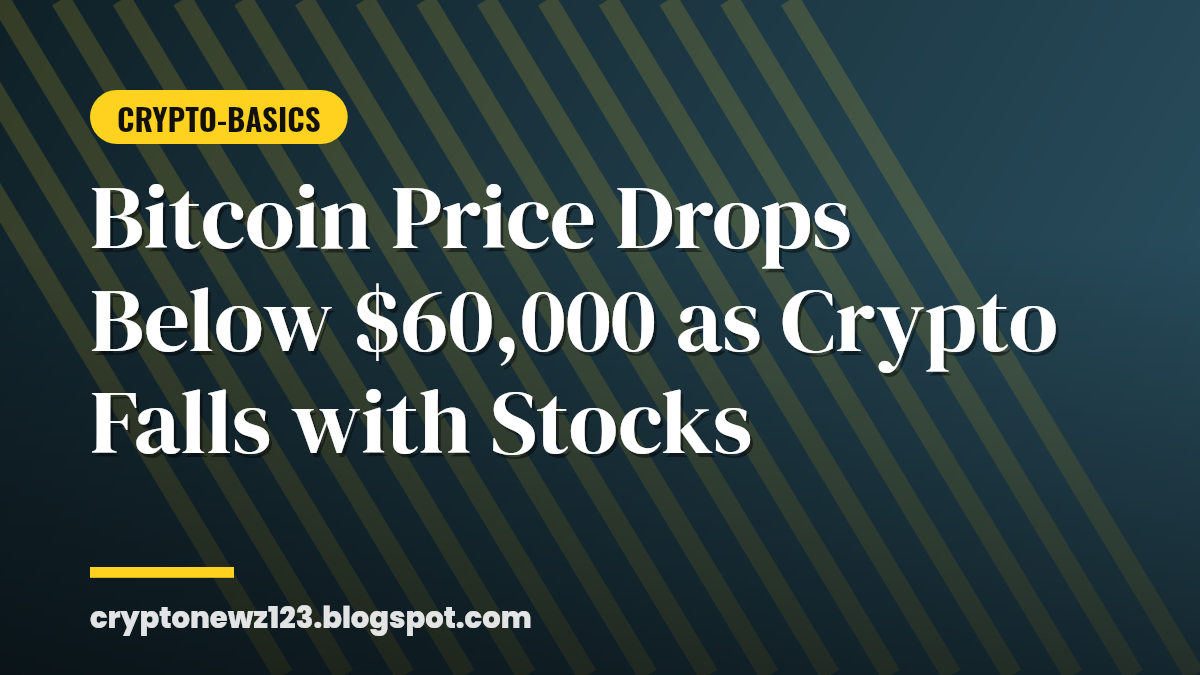 CRYPTO-BASICS
Bitcoin Price Drops
Below $60,000 as Crypto
Falls with Stocks
cryptonewz123.blogspot.com